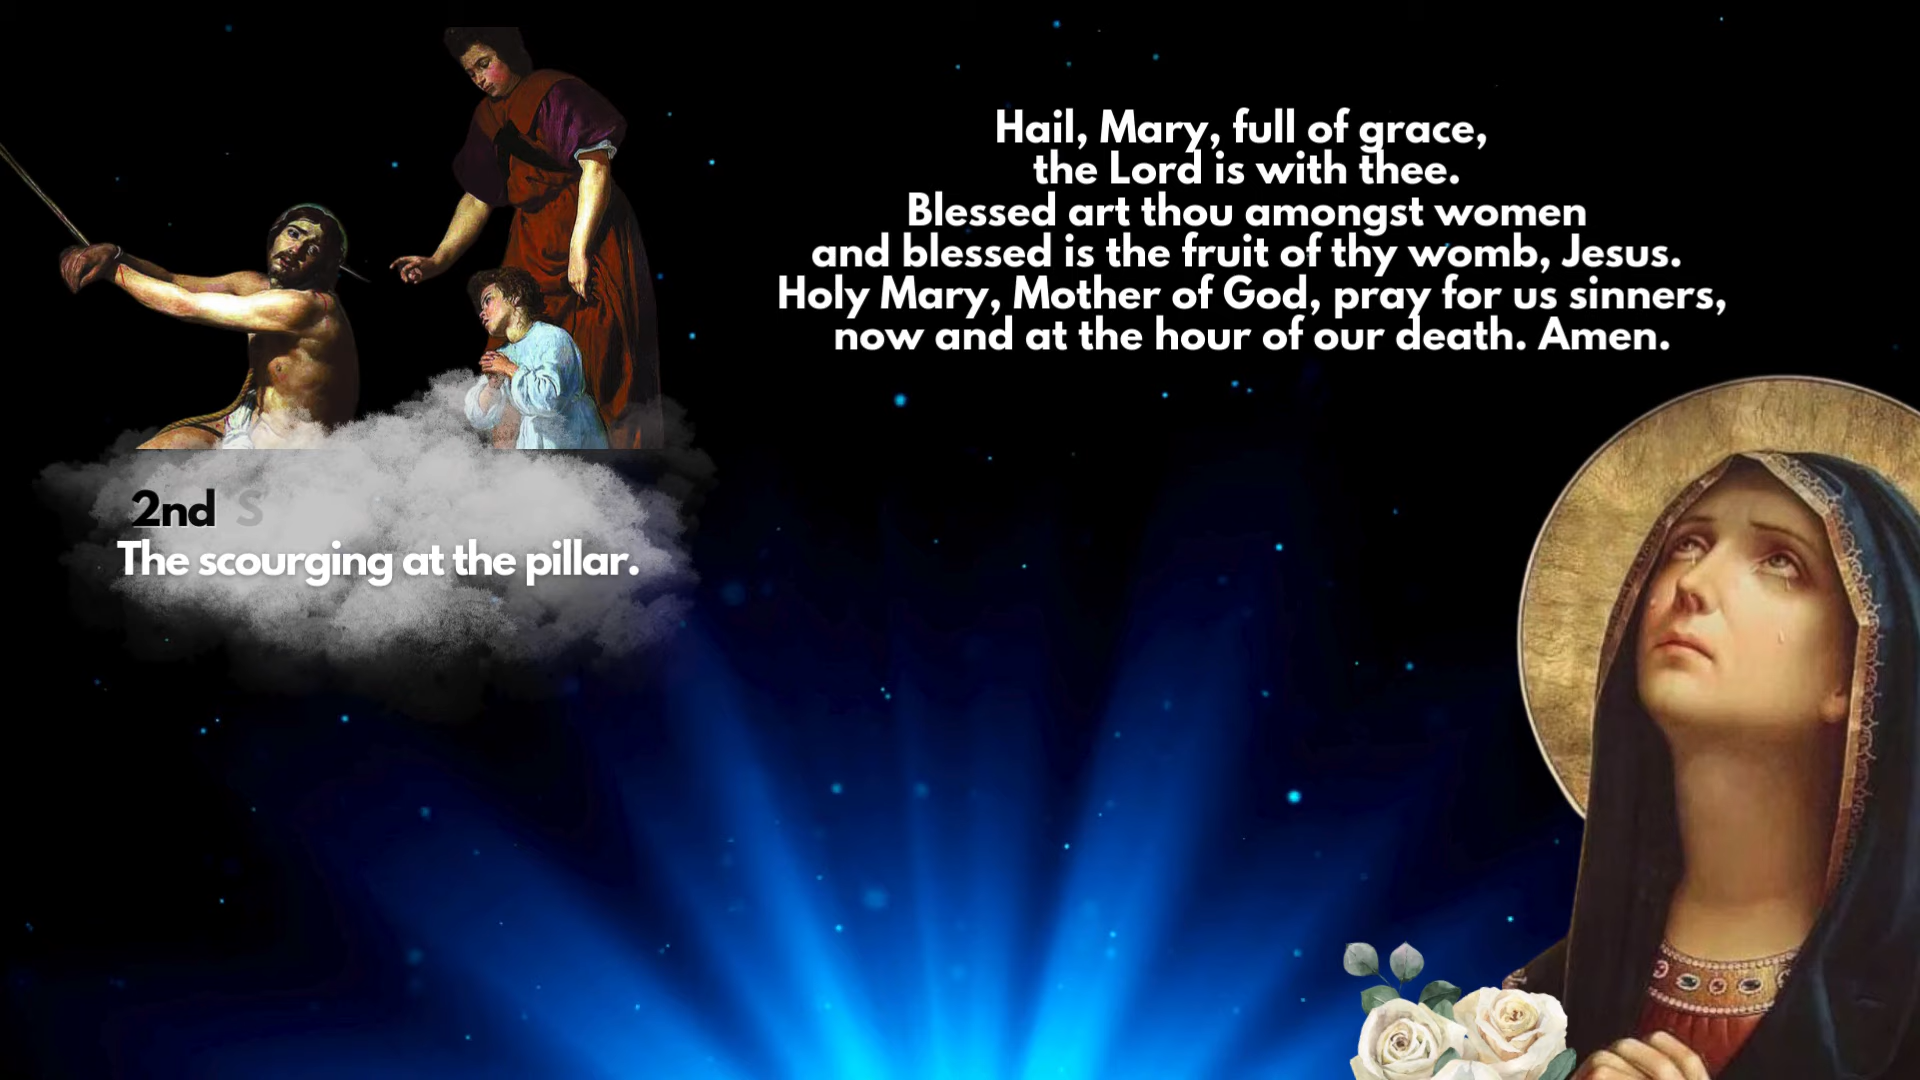 Hail, Mary, full of grace,
the Lord is with thee.
Blessed art thou amongst women
and blessed is the fruit of thy womb, Jesus.
Holy Mary, Mother of God, pray for us sinners,
now and at the hour of our death. Amen.
2nd S
The scourging at the pillar.